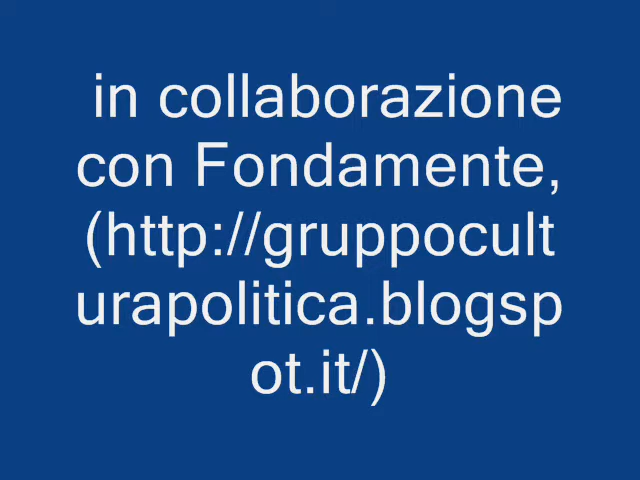 in collaborazione
con Fondamente,
(http://gruppocult
urapolitica.blogsp
ot.it/)